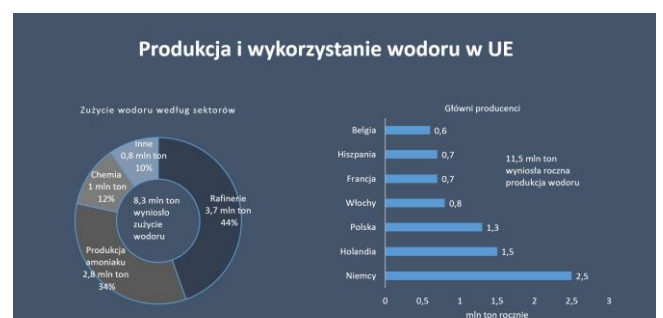 Produkcja i wykorzystanie wodoru w UE
Zużycie wodoru według sektorów
Inne
0,8 mln ton
10%
Chemia
1 mln ton
12%
8,3 mln ton
wyniosło
zużycie
wodoru
Rafinerie
3,7 mln ton
44%
Produkcja
amoniaku
2,8 mln ton
34%
Główni producenci
Belgia
0,6
Hiszpania
0,7
Francja
0,7
Włochy
0,8
Polska
1,3
Holandia
1,5
Niemcy
2,5
11,5 mln ton
wyniosła roczna
produkcja wodoru
0 0,5 1 1,5 2 2,5 3
mln ton rocznie